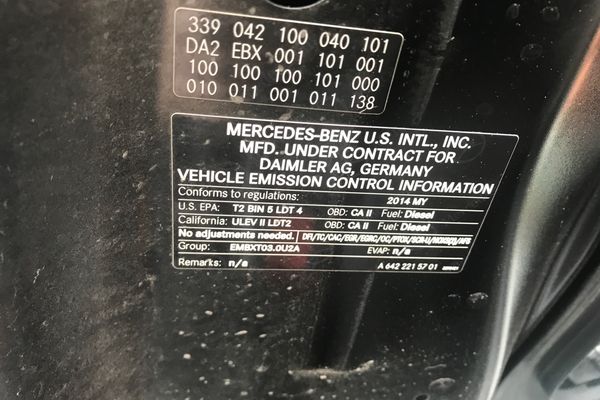 339 042 100 040 101
DA2 EBX 001 101 001
100 100 100 101 000
010 011 001 011 138
MERCEDES-BENZ U.S. INTL., INC.
MFD. UNDER CONTRACT FOR
DAIMLER AG, GERMANY
VEHICLE EMISSION CONTROL INFORMATION
Conforms to regulations: 2014 MY
U.S. EPA: T2 BIN 5 LDT 4 OBD: CA II Fuel: Diesel
California: ULEV II LDT2 OBD: CA II Fuel: Diesel
No adjustments needed.
Group: EMBXT03.0U2A EVAP: n/a
Remarks: n/a A 642 221 57 01